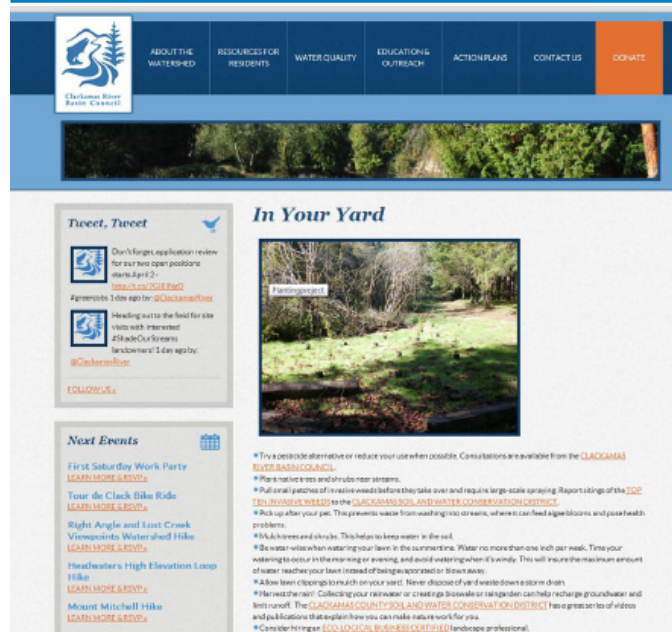 Clackamas River
Basin Council
ABOUT THE
WATERSHED
RESOURCES FOR
RESIDENTS
WATER QUALITY
EDUCATION &
OUTREACH
ACTION PLANS
CONTACT US
DONATE
Tweet, Tweet
Don't forget, application review
for our two open positions
starts April 2 -
#greenjobs 1 day ago by: @ClackamasRiver
Heading out to the field for site
visits with interested
#ShadeOurStreams
landowners! 1 day ago by:
@ClackamasRiver
FOLLOW US »
Next Events
First Saturday Work Party
LEARN MORE & RSVP »
Tour de Clack Bike Ride
LEARN MORE & RSVP »
Right Angle and Lost Creek
Viewpoints Watershed Hike
LEARN MORE & RSVP »
Headwaters High Elevation Loop
Hike
LEARN MORE & RSVP »
Mount Mitchell Hike
LEARN MORE & RSVP »
In Your Yard
Plantingproject
Try a pesticide alternative or reduce your use when possible. Consultations are available from the CLACKAMAS
RIVER BASIN COUNCIL.
Plant native trees and shrubs near streams.
Pull small patches of invasive weeds before they take over and require large-scale spraying. Report sitings of the TOP
TEN INVASIVE WEEDS to the CLACKAMAS SOIL AND WATER CONSERVATION DISTRICT.
Pick up after your pet. This prevents waste from washing into streams, where it can feed algae blooms and pose health
problems.
Mulch trees and shrubs. This helps to keep water in the soil.
Be water-wise when watering your lawn in the summertime. Water no more than one inch per week. Time your
watering to occur in the morning or evening, and avoid watering when it's windy. This will insure the maximum amount
of water reaches your lawn instead of being evaporated or blown away.
Allow lawn clippings to mulch on your yard. Never dispose of yard waste down a storm drain.
Harvest the rain! Collecting your rainwater or creating a bioswale or rain garden can help recharge groundwater and
limit runoff. The CLACKAMAS COUNTY SOIL AND WATER CONSERVATION DISTRICT has a great series of videos
and publications that explain how you can make nature work for you.
Consider hiring an ECO-LOGICAL BUSINESS CERTIFIED landscape professional.